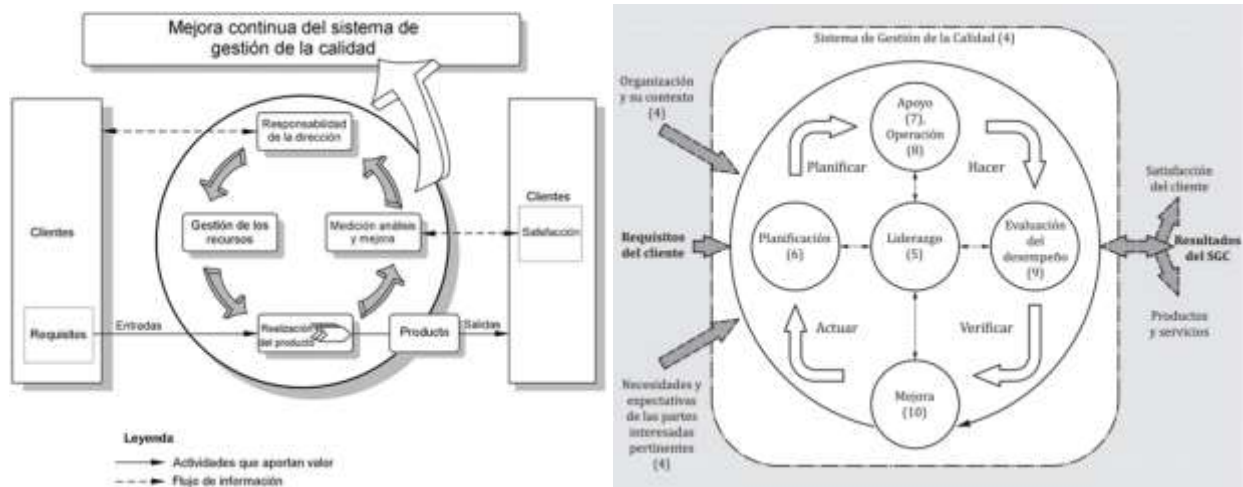 Mejora continua del sistema de
gestión de la calidad
Responsabilidad
de la dirección
Clientes
Gestión de los
recursos
Medición análisis
y mejora
Clientes
Satisfacción
Requisitos
Entradas
Realización
del producto
Producto
Salidas
Leyenda
Actividades que aportan valor
Flujo de información
Sistema de Gestión de la Calidad (4)
Organización
y su contexto
(4)
Apoyo
(7),
Operación
(8)
Planificar
Hacer
Satisfacción
del cliente
Requisitos
del cliente
Planificación
(6)
Liderazgo
(5)
Evaluación
del
desempeño
(9)
Resultados
del SGC
Actuar
Verificar
Productos
y servicios
Necesidades y
expectativas
de las partes
interesadas
pertinentes
(4)
Mejora
(10)